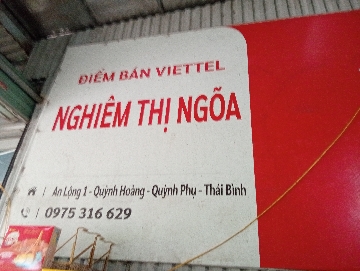 ĐIỂM BÁN VIETTEL
NGHIÊM THỊ NGÕA
| An Lộng 1 - Quỳnh Hoàng - Quỳnh Phụ - Thái Bình
| 0975 316 629